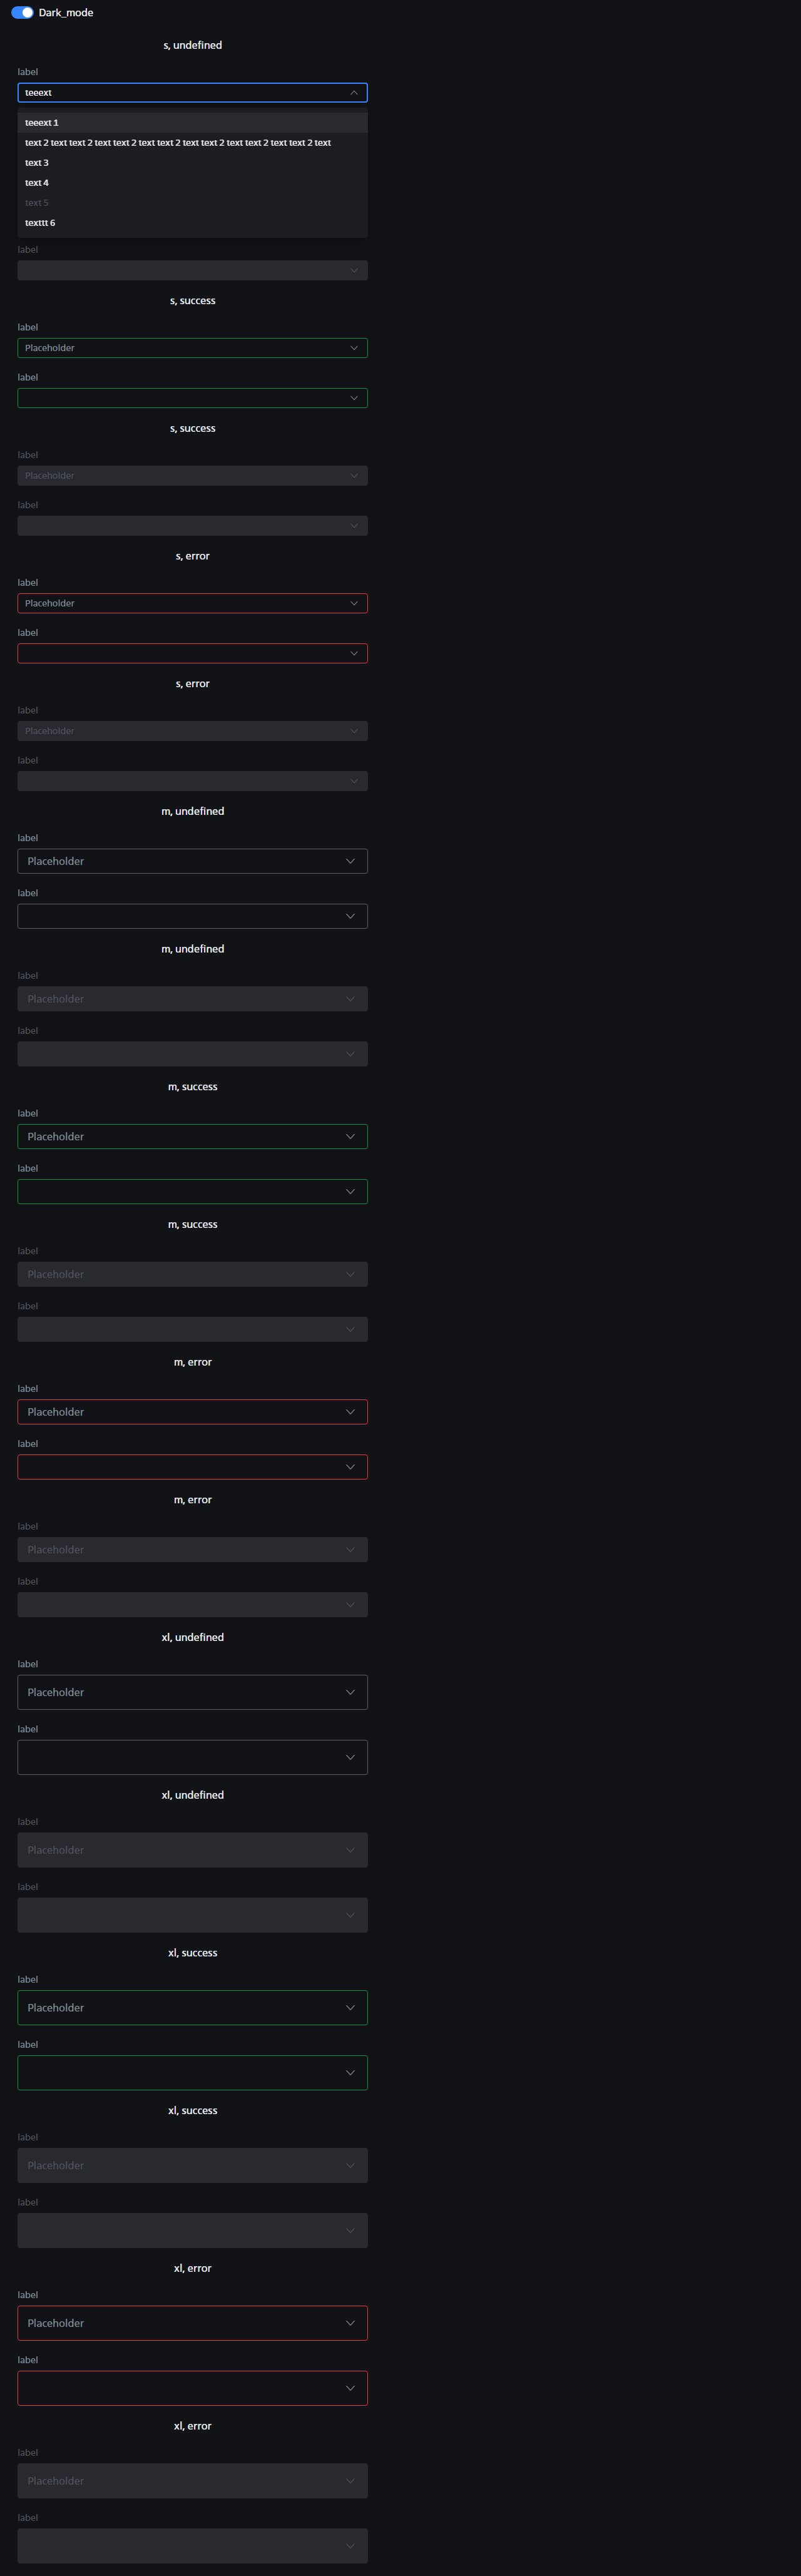 Dark_mode
s, undefined
label
teeext
teeext 1
text 2 text text 2 text text 2 text text 2 text text 2 text text 2 text text 2 text
text 3
text 4
text 5
texttt 6
label
s, success
label
Placeholder
label
s, success
label
Placeholder
label
s, error
label
Placeholder
label
s, error
label
Placeholder
label
m, undefined
label
Placeholder
label
m, undefined
label
Placeholder
label
m, success
label
Placeholder
label
m, success
label
Placeholder
label
m, error
label
Placeholder
label
m, error
label
Placeholder
label
xl, undefined
label
Placeholder
label
xl, undefined
label
Placeholder
label
xl, success
label
Placeholder
label
xl, success
label
Placeholder
label
xl, error
label
Placeholder
label
xl, error
label
Placeholder
label